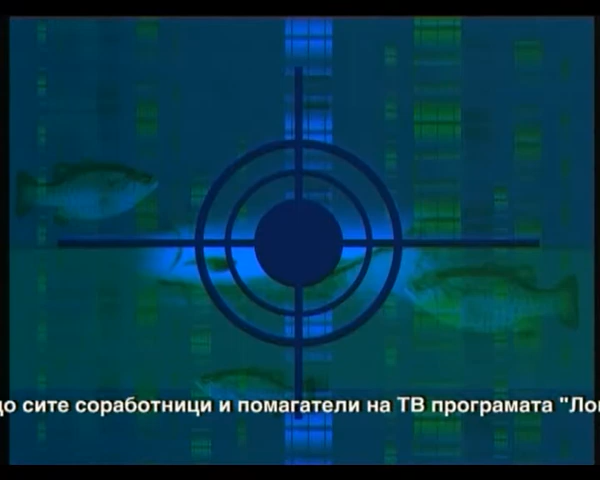 до сите соработници и помагатели на ТВ програмата "Ло